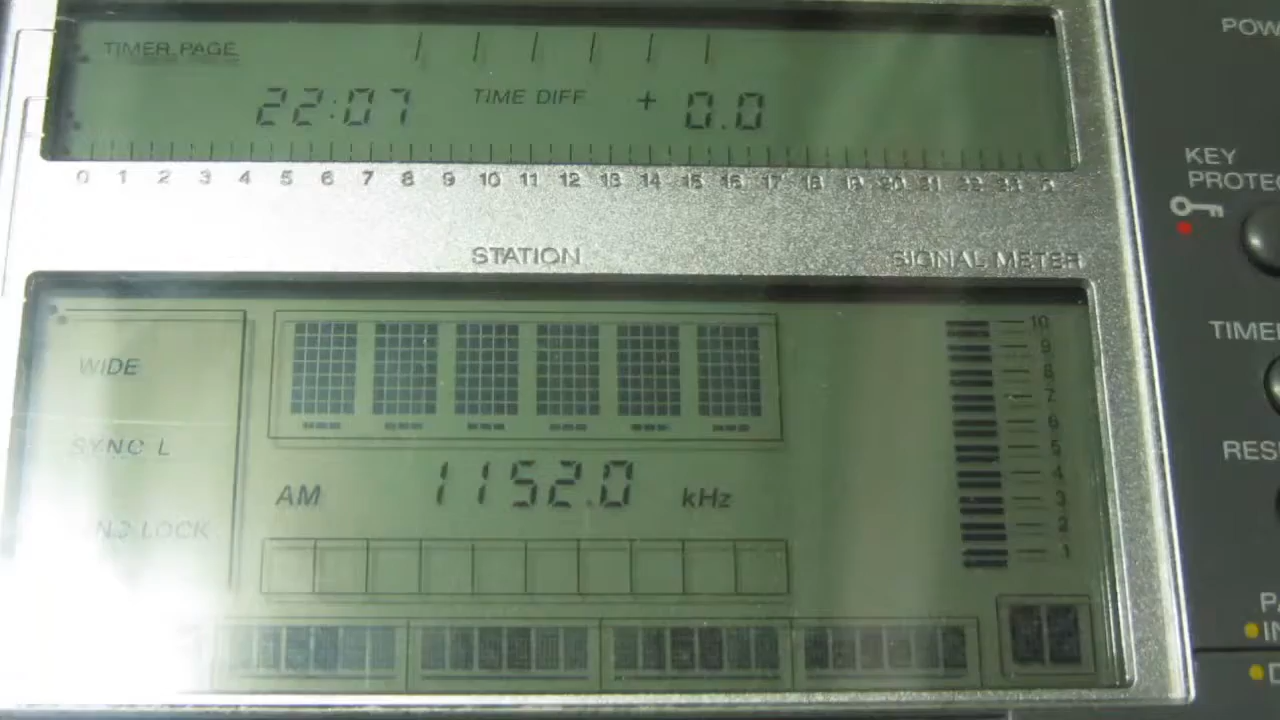 POW
TIMER PAGE
22:07 TIME DIFF + 0.0
KEY
PROTEC
0 1 2 3 4 5 6 7 8 9 10 11 12 13 14 15 16 17 18 19 20 21 22 23
STATION SIGNAL METER
TIME
WIDE
SYNC L
NC LOCK
AM 1152.0 kHz
10
9
8
7
6
5
4
3
2
1
RES